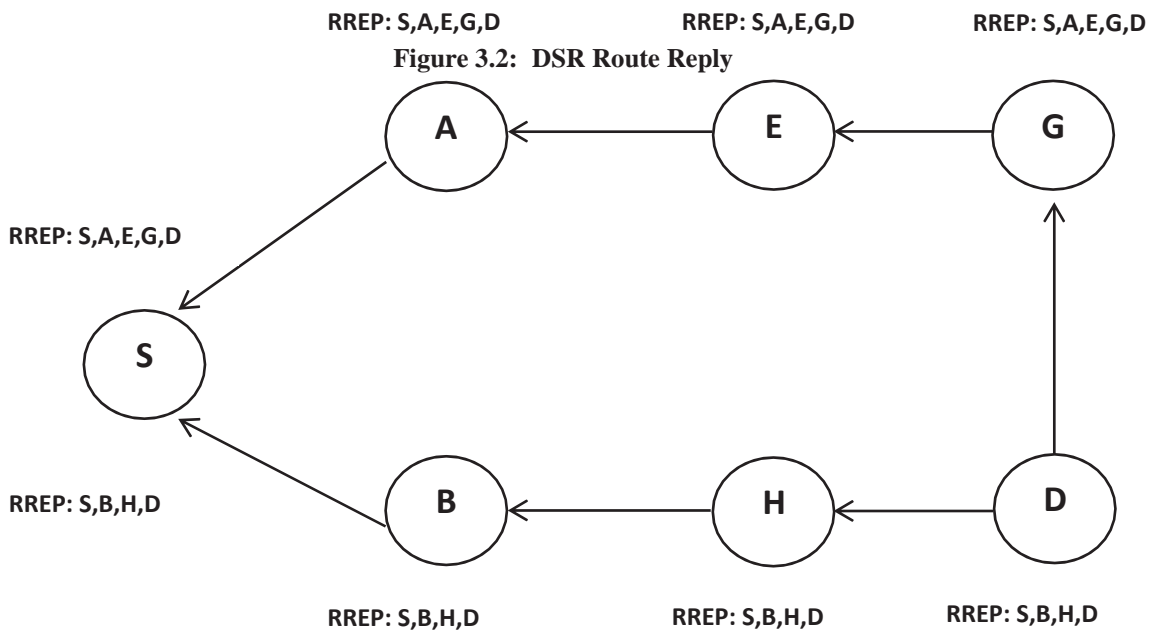 RREP: S,A,E,G,D RREP: S,A,E,G,D RREP: S,A,E,G,D
Figure 3.2: DSR Route Reply
A E G
RREP: S,A,E,G,D
S
B H D
RREP: S,B,H,D
RREP: S,B,H,D RREP: S,B,H,D RREP: S,B,H,D